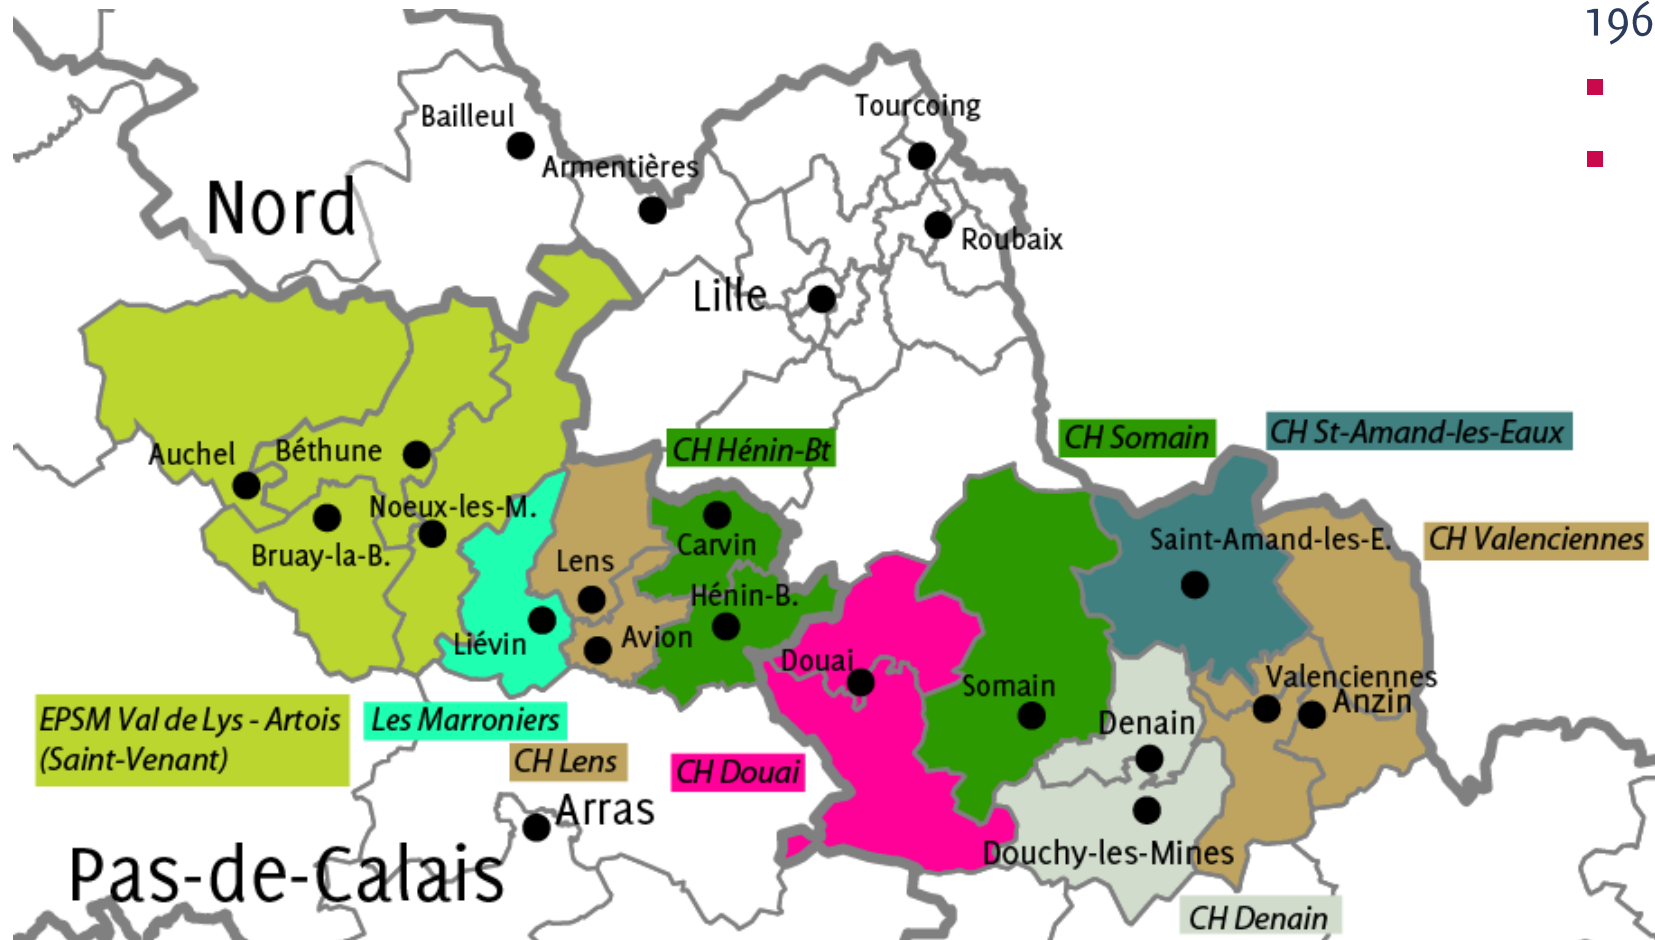 196
Tourcoing
Bailleul
Armentières
Nord
Roubaix
Lille
CH St-Amand-les-Eaux
CH Somain
CH Hénin-Bt
Auchel
Béthune
Noeux-les-M.
Carvin
Saint-Amand-les-E.
CH Valenciennes
Bruay-la-B.
Lens
Hénin-B.
Liévin
Avion
Douai
Somain
Valenciennes
Anzin
EPSM Val de Lys - Artois
(Saint-Venant)
Les Marroniers
Denain
CH Lens
CH Douai
Arras
Douchy-les-Mines
Pas-de-Calais
CH Denain